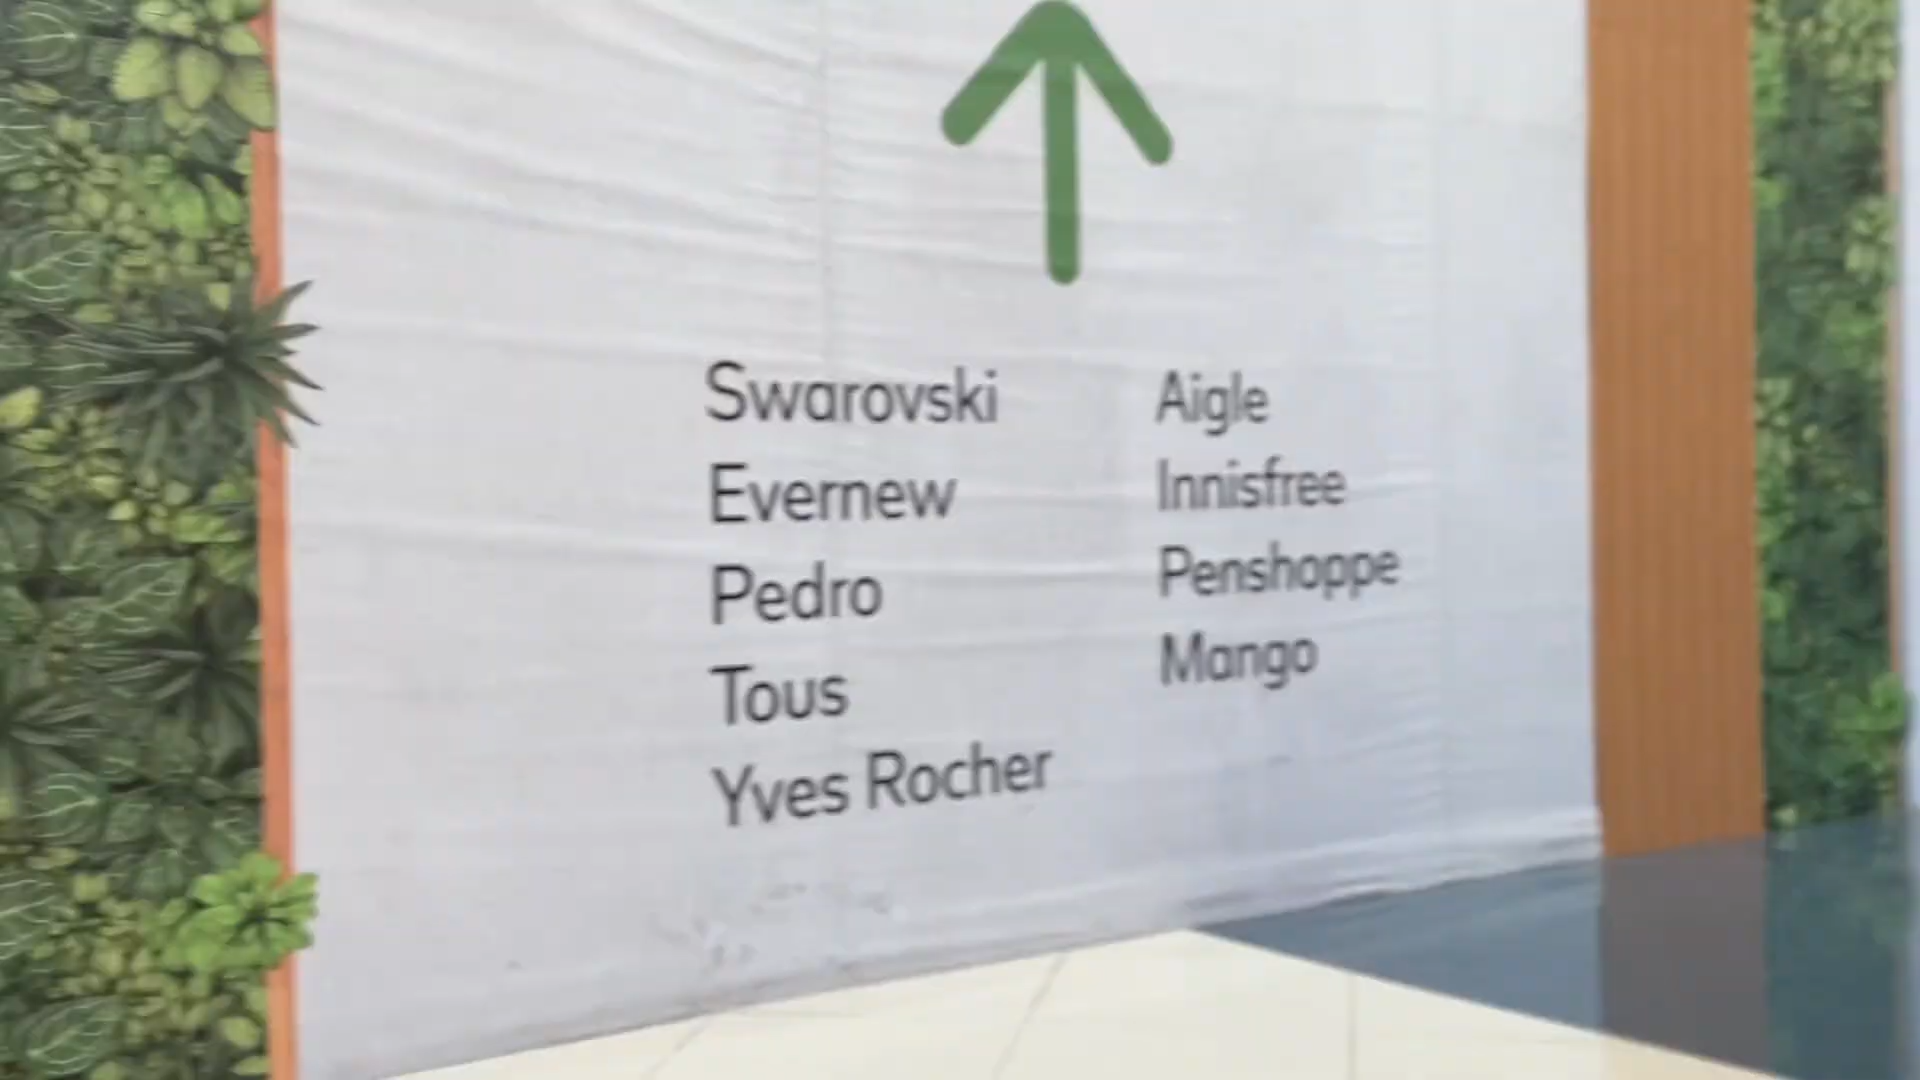 Swarovski
Evernew
Pedro
Tous
Yves Rocher
Aigle
Innisfree
Penshoppe
Mango